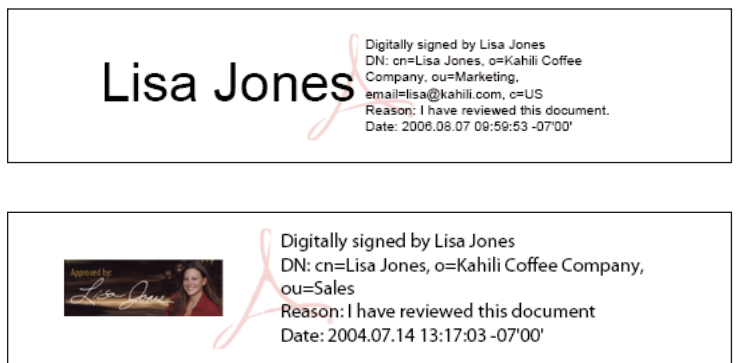 Lisa Jones
Digitally signed by Lisa Jones
DN: cn=Lisa Jones, o=Kahili Coffee
Company, ou=Marketing,
email=lisa@kahili.com, c=US
Reason: I have reviewed this document.
Date: 2006.08.07 09:59:53 -07'00'
Approved by:
Lisa Jones
Digitally signed by Lisa Jones
DN: cn=Lisa Jones, o=Kahili Coffee Company,
ou=Sales
Reason: I have reviewed this document
Date: 2004.07.14 13:17:03 -07'00'